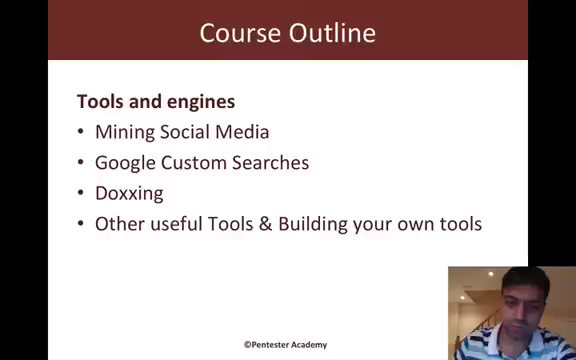 Course Outline
Tools and engines
• Mining Social Media
• Google Custom Searches
• Doxxing
• Other useful Tools & Building your own tools
©Pentester Academy